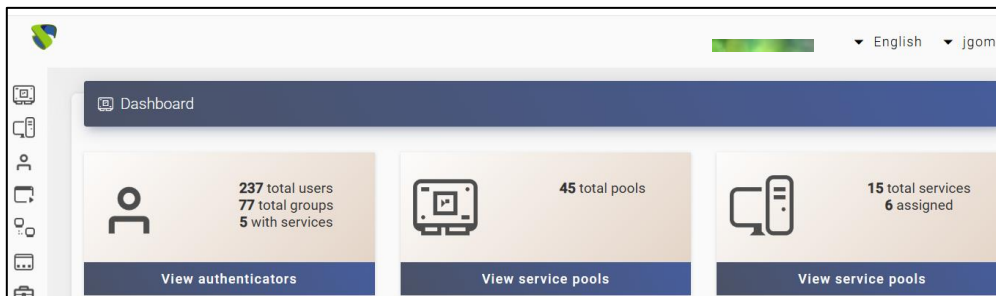 English jgom
Dashboard
237 total users
77 total groups
5 with services
View authenticators
45 total pools
View service pools
15 total services
6 assigned
View service pools